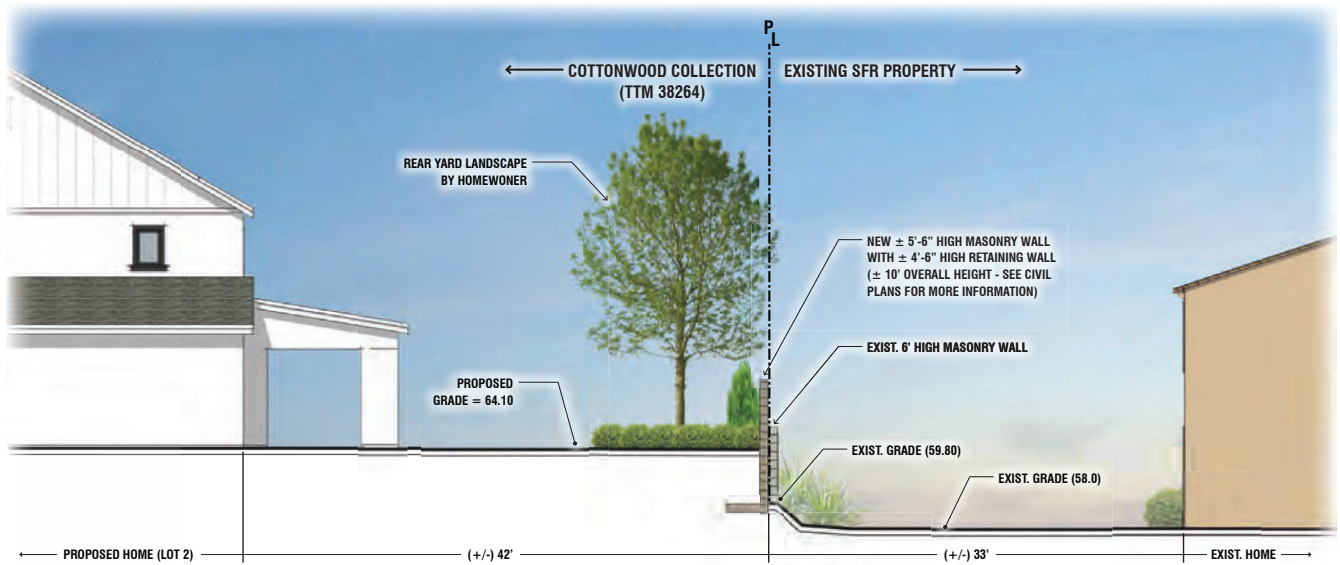 PL
COTTONWOOD COLLECTION
(TTM 38264)
EXISTING SFR PROPERTY
REAR YARD LANDSCAPE
BY HOMEWONER
NEW ± 5'-6" HIGH MASONRY WALL
WITH ± 4'-6" HIGH RETAINING WALL
(± 10' OVERALL HEIGHT - SEE CIVIL
PLANS FOR MORE INFORMATION)
EXIST. 6' HIGH MASONRY WALL
PROPOSED
GRADE = 64.10
EXIST. GRADE (59.80)
EXIST. GRADE (58.0)
PROPOSED HOME (LOT 2)
(+/-) 42'
(+/-) 33'
EXIST. HOME